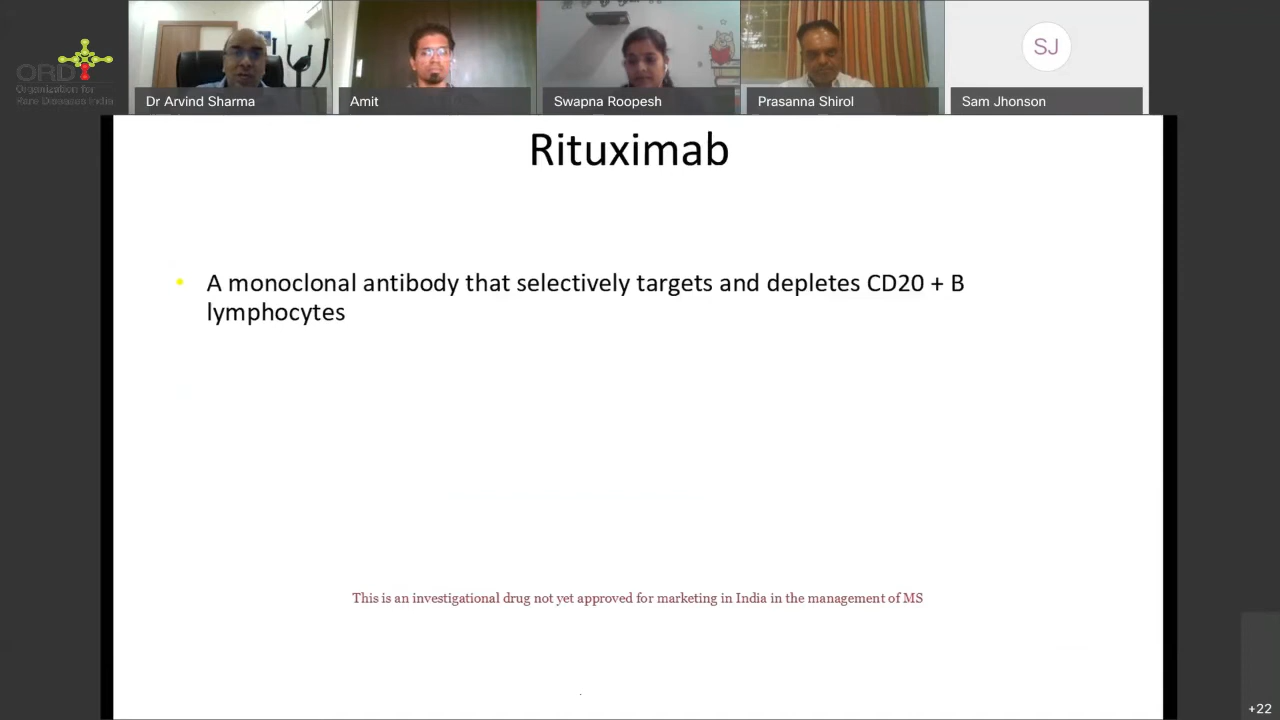 ORDI
Organization for
Rare Diseases India
Dr Arvind Sharma
Amit
Swapna Roopesh
Prasanna Shirol
SJ
Sam Jhonson
Rituximab
• A monoclonal antibody that selectively targets and depletes CD20 + B
lymphocytes
This is an investigational drug not yet approved for marketing in India in the management of MS
+22